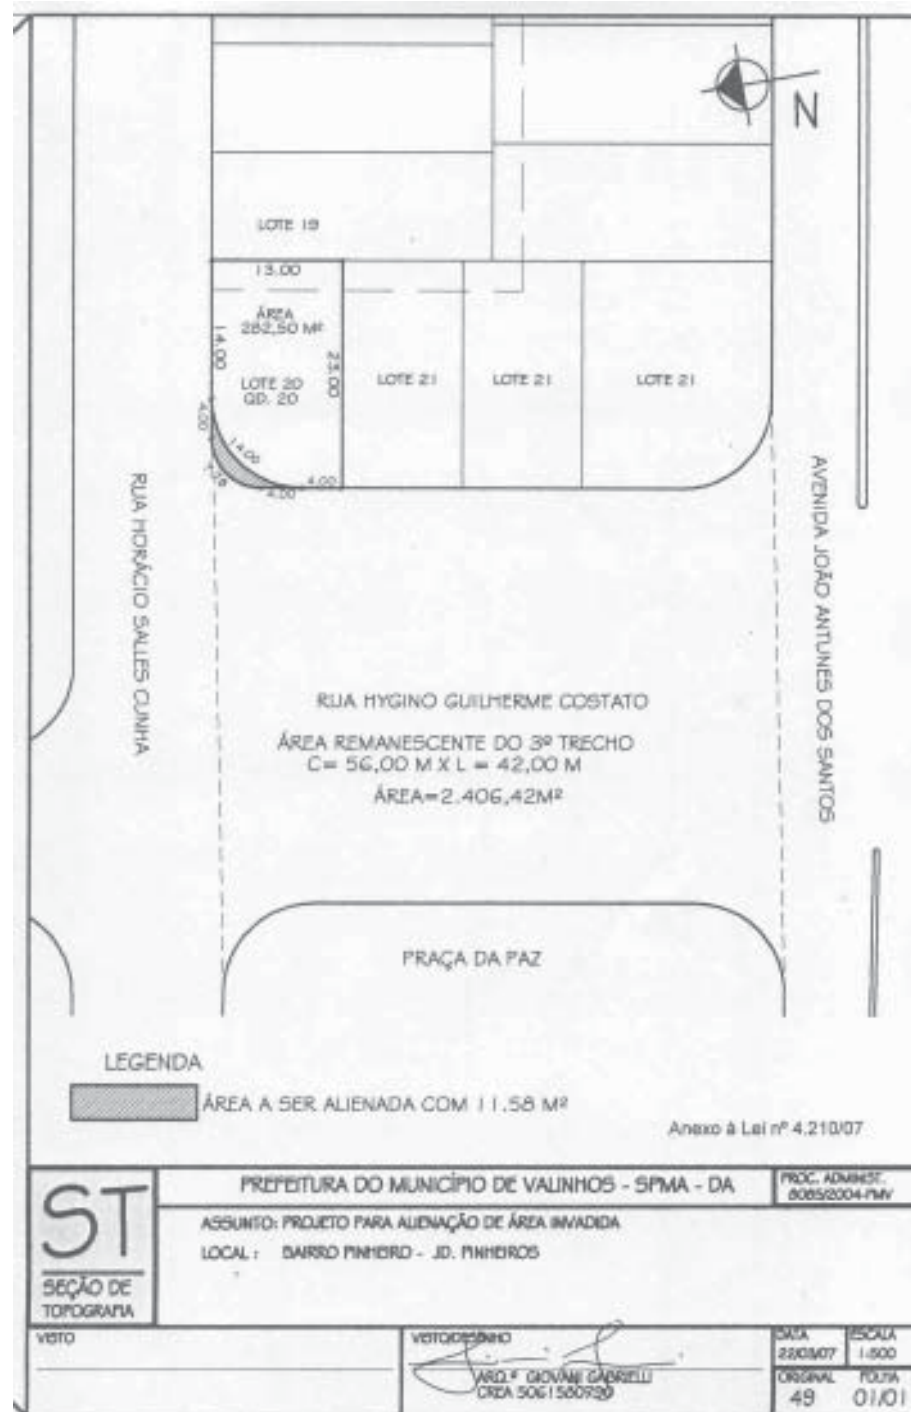 N
LOTE 19
13.00
ÁREA
282,50 M²
14.00
23.00
LOTE 20
QD. 20
LOTE 21
LOTE 21
LOTE 21
4.00
14.00
4.00
4.00
RUA HORÁCIO SALLES CUNHA
AVENIDA JOÃO ANTUNES DOS SANTOS
RUA HYGINO GUILHERME COSTATO
ÁREA REMANESCENTE DO 3º TRECHO
C= 56,00 M X L = 42,00 M
ÁREA=2.406,42M²
PRAÇA DA PAZ
LEGENDA
ÁREA A SER ALIENADA COM 11.58 M²
Anexo à Lei nº 4.210/07
ST
SEÇÃO DE
TOPOGRAFIA
PREFEITURA DO MUNICÍPIO DE VALINHOS - SPMA - DA
PROC. ADMINIST.
8085/2004-PMV
ASSUNTO: PROJETO PARA ALIENAÇÃO DE ÁREA INVADIDA
LOCAL : BAIRRO PINHEIRO - JD. PINHEIROS
VISTO
VISTO/DESENHO
ARQ.º GIOVANI GABRIELLI
CREA 5061580790
DATA
22/03/07
ESCALA
1:500
ORIGINAL
49
FOLHA
01/01